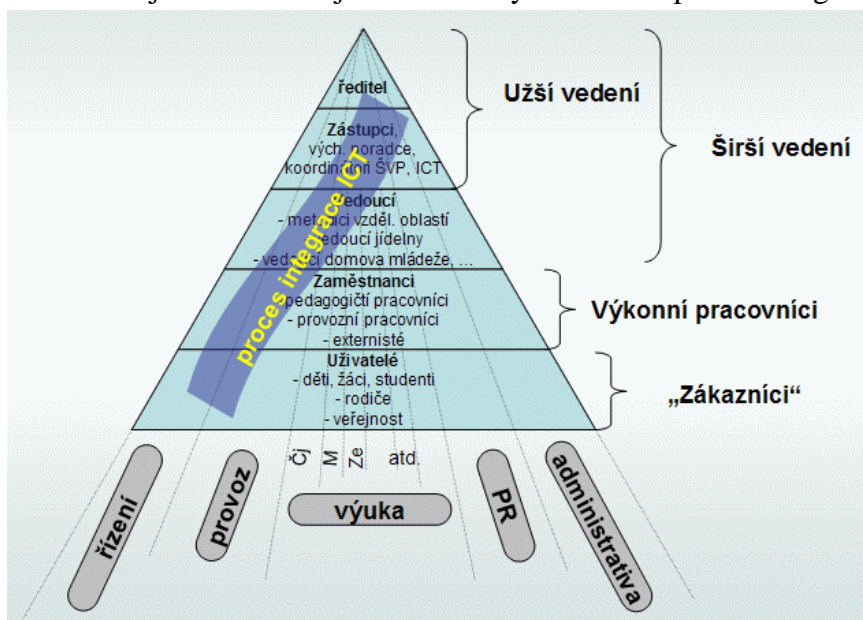 ředitel
Užší vedení
Zástupci,
vých. poradce,
koordinátoři ŠVP, ICT
Širší vedení
Vedoucí
- metodici vzděl. oblastí
- vedoucí jídelny
- vedoucí domova mládeže, ...
proces integrace ICT
Zaměstnanci
- pedagogičtí pracovníci
- provozní pracovníci
- externisté
Výkonní pracovníci
Uživatelé
- děti, žáci, studenti
- rodiče
- veřejnost
„Zákazníci“
Čj
M
Ze
atd.
řízení
provoz
výuka
PR
administrativa